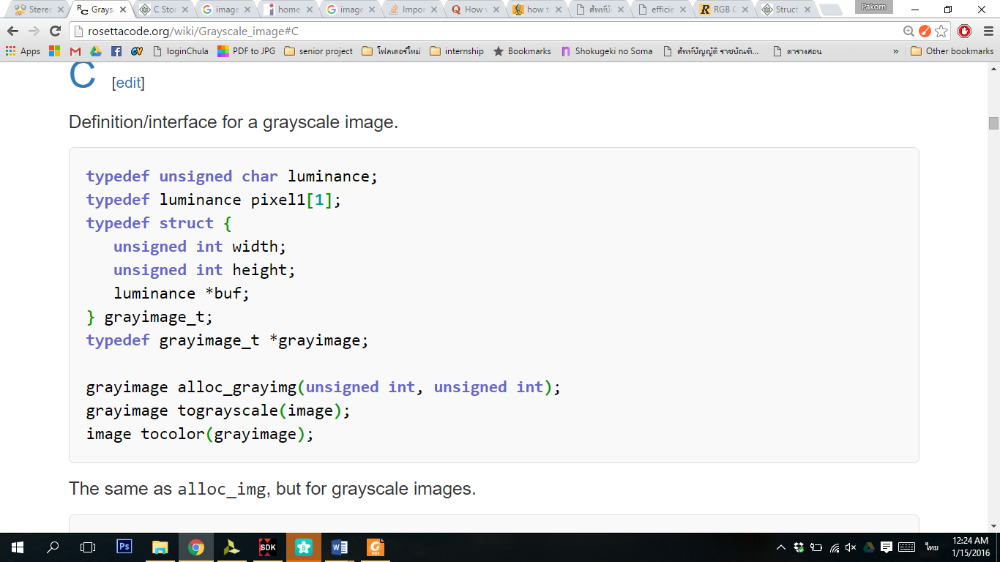 Stereo
Grays
C Stor
image
home
image
Impor
How v
how t
ศัพท์บั
efficie
RGB C
Struct
Pakorn
rosettacode.org/wiki/Grayscale_image#C
Apps
loginChula
PDF to JPG
senior project
โฟลเดอร์ใหม่
internship
Bookmarks
Shokugeki no Soma
ศัพท์บัญญัติ ราชบัณฑิ...
ตารางสอน
»
Other bookmarks
C [edit]
Definition/interface for a grayscale image.
typedef unsigned char luminance;
typedef luminance pixel1[1];
typedef struct {
   unsigned int width;
   unsigned int height;
   luminance *buf;
} grayimage_t;
typedef grayimage_t *grayimage;
grayimage alloc_grayimg(unsigned int, unsigned int);
grayimage tograyscale(image);
image tocolor(grayimage);
The same as alloc_img, but for grayscale images.
Ps
SDK
B
W
PDF
ไทย
12:24 AM
1/15/2016